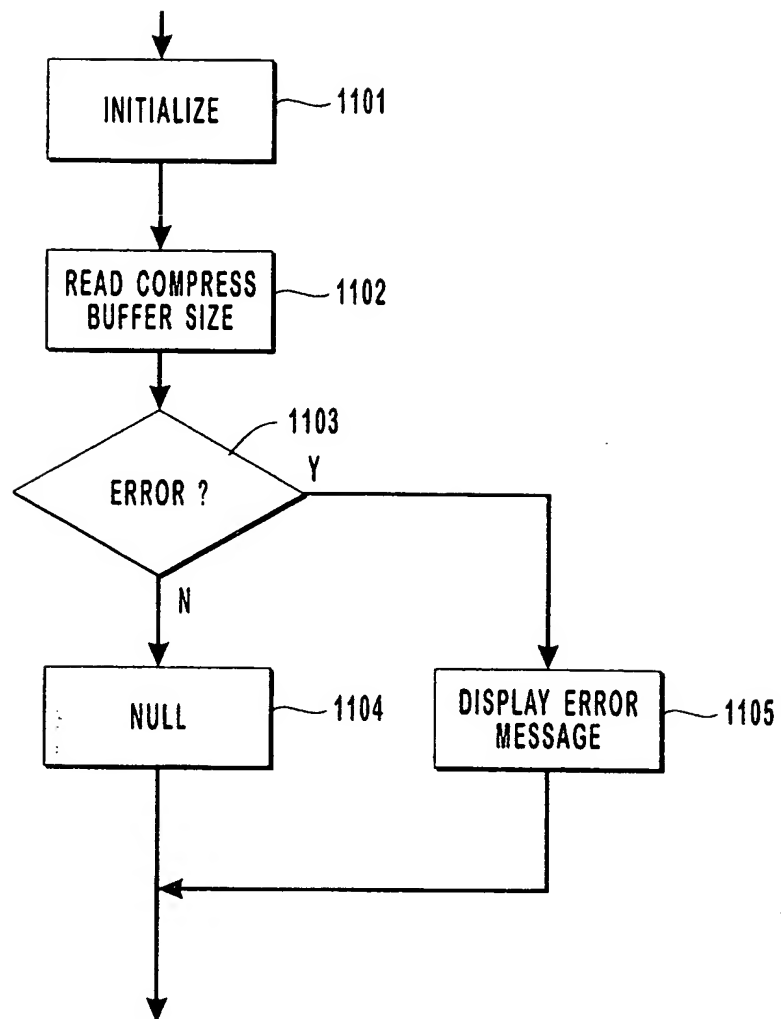 INITIALIZE
1101
READ COMPRESS
BUFFER SIZE
1102
1103
ERROR ?
Y
N
NULL
1104
DISPLAY ERROR
MESSAGE
1105